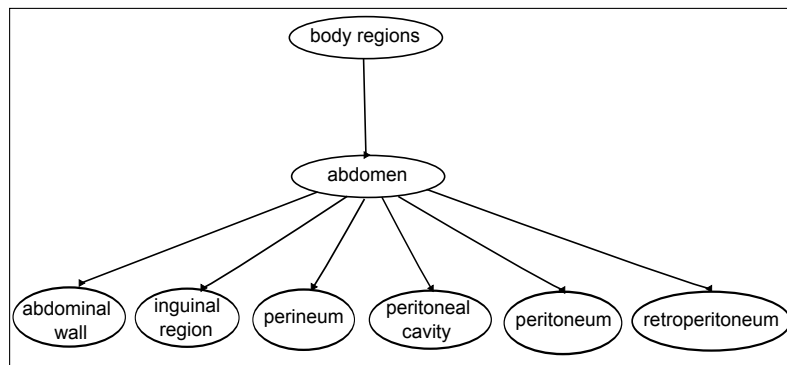 body regions
abdomen
abdominal
wall
inguinal
region
perineum
peritoneal
cavity
peritoneum
retroperitoneum